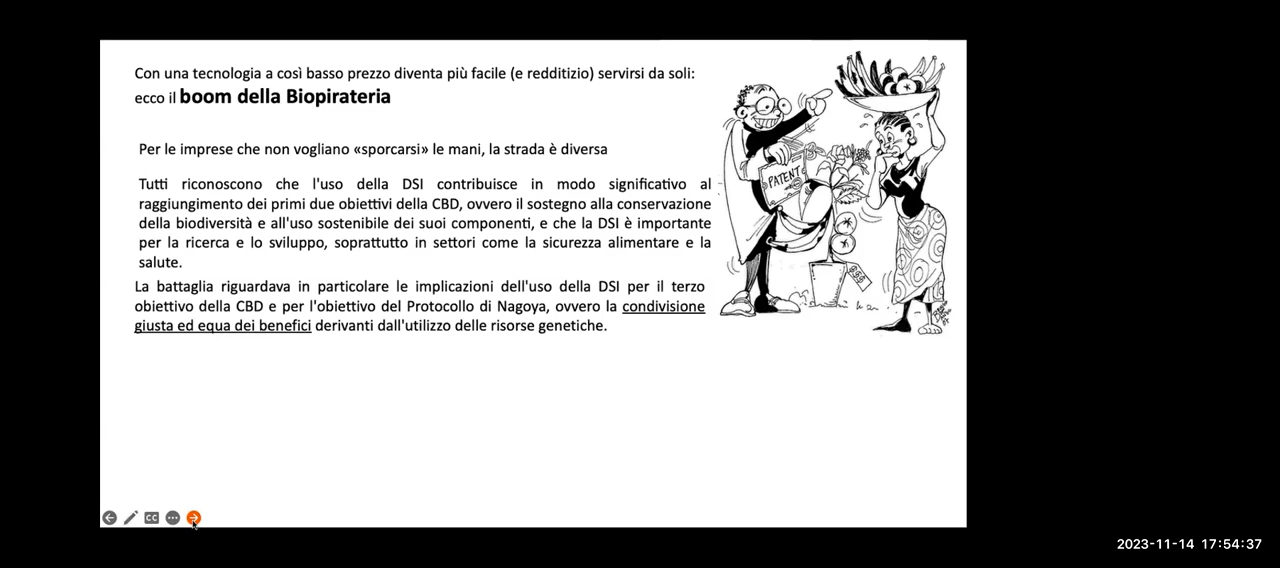 Con una tecnologia a così basso prezzo diventa più facile (e redditizio) servirsi da soli:
ecco il boom della Biopirateria
Per le imprese che non vogliano «sporcarsi» le mani, la strada è diversa
Tutti riconoscono che l'uso della DSI contribuisce in modo significativo al
raggiungimento dei primi due obiettivi della CBD, ovvero il sostegno alla conservazione
della biodiversità e all'uso sostenibile dei suoi componenti, e che la DSI è importante
per la ricerca e lo sviluppo, soprattutto in settori come la sicurezza alimentare e la
salute.
La battaglia riguardava in particolare le implicazioni dell'uso della DSI per il terzo
obiettivo della CBD e per l'obiettivo del Protocollo di Nagoya, ovvero la condivisione
giusta ed equa dei benefici derivanti dall'utilizzo delle risorse genetiche.
PATENT
$$$
CC
2023-11-14 17:54:37